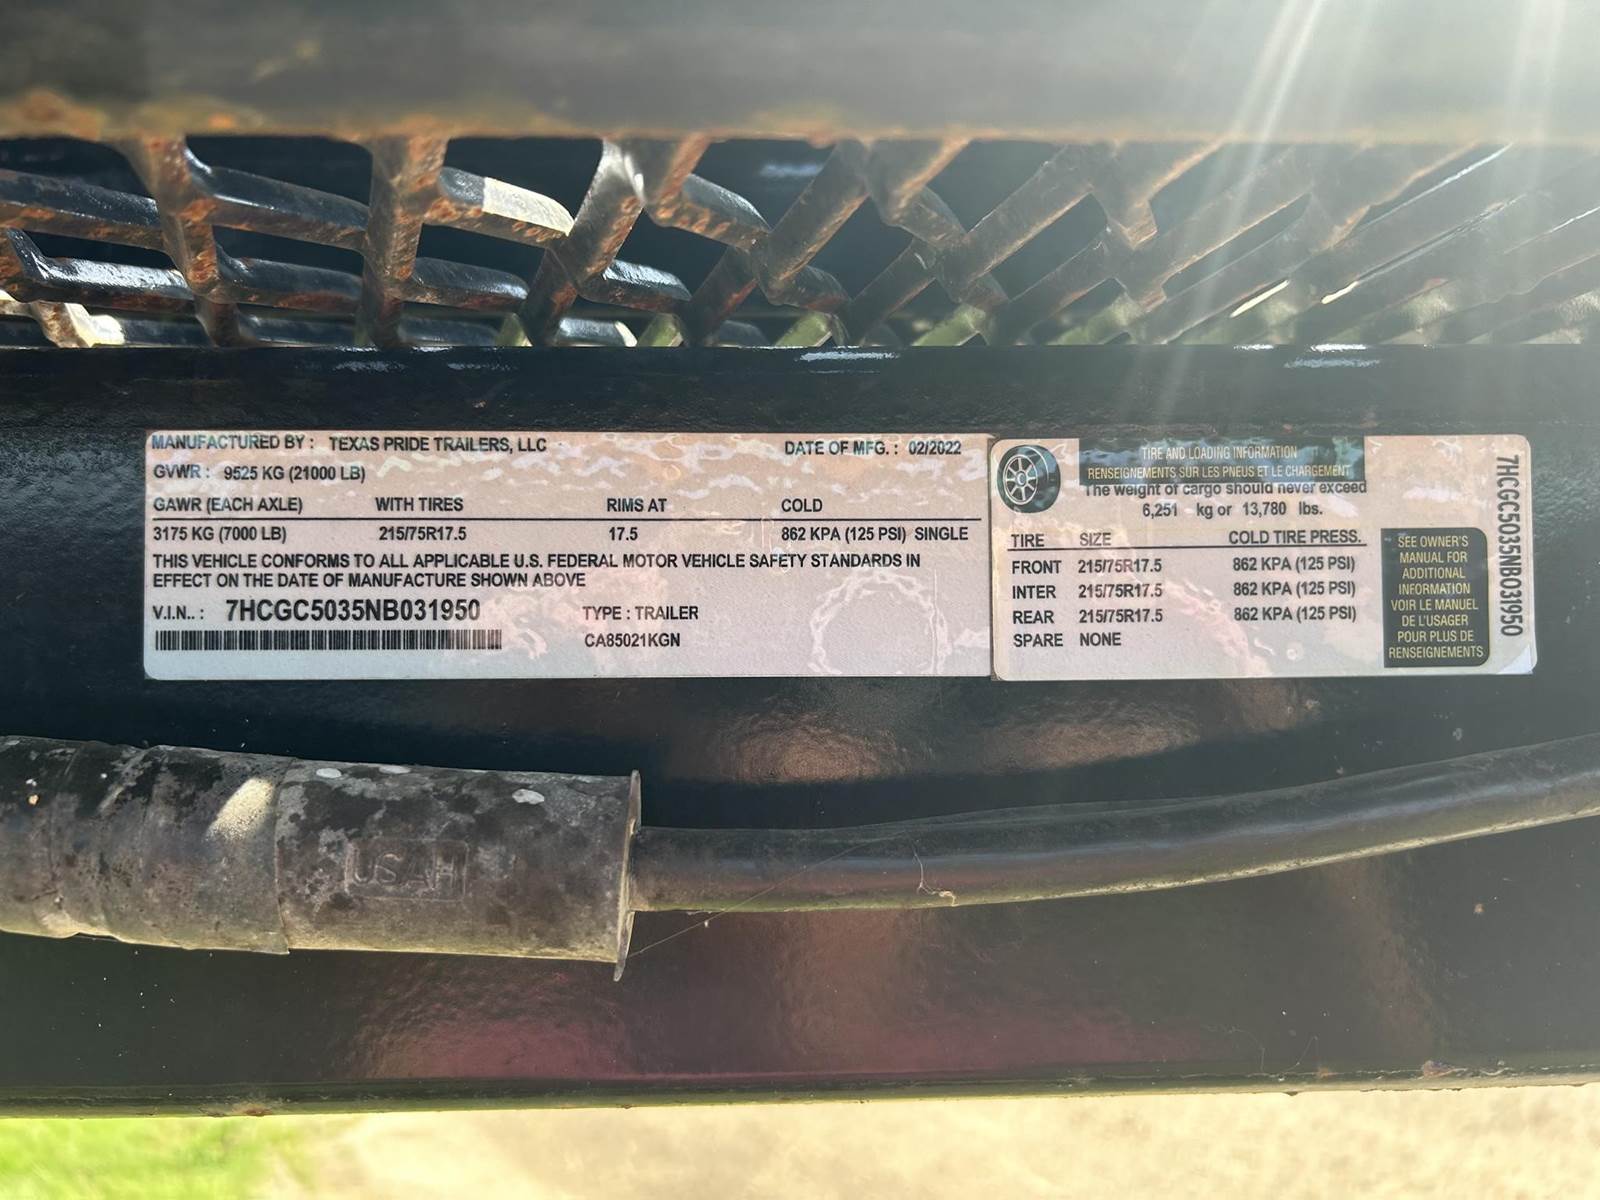 MANUFACTURED BY : TEXAS PRIDE TRAILERS, LLC DATE OF MFG. : 02/2022
GVWR : 9525 KG (21000 LB)
GAWR (EACH AXLE) WITH TIRES RIMS AT COLD
3175 KG (7000 LB) 215/75R17.5 17.5 862 KPA (125 PSI) SINGLE
THIS VEHICLE CONFORMS TO ALL APPLICABLE U.S. FEDERAL MOTOR VEHICLE SAFETY STANDARDS IN
EFFECT ON THE DATE OF MANUFACTURE SHOWN ABOVE
V.I.N.. : 7HCGC5035NB031950 TYPE : TRAILER
CA85021KGN
TIRE AND LOADING INFORMATION
RENSEIGNEMENTS SUR LES PNEUS ET LE CHARGEMENT
The weight of cargo should never exceed
6,251 kg or 13,780 lbs.
TIRE SIZE COLD TIRE PRESS.
FRONT 215/75R17.5 862 KPA (125 PSI)
INTER 215/75R17.5 862 KPA (125 PSI)
REAR 215/75R17.5 862 KPA (125 PSI)
SPARE NONE
SEE OWNER'S
MANUAL FOR
ADDITIONAL
INFORMATION
VOIR LE MANUEL
DE L'USAGER
POUR PLUS DE
RENSEIGNEMENTS
7HCGC5035NB031950